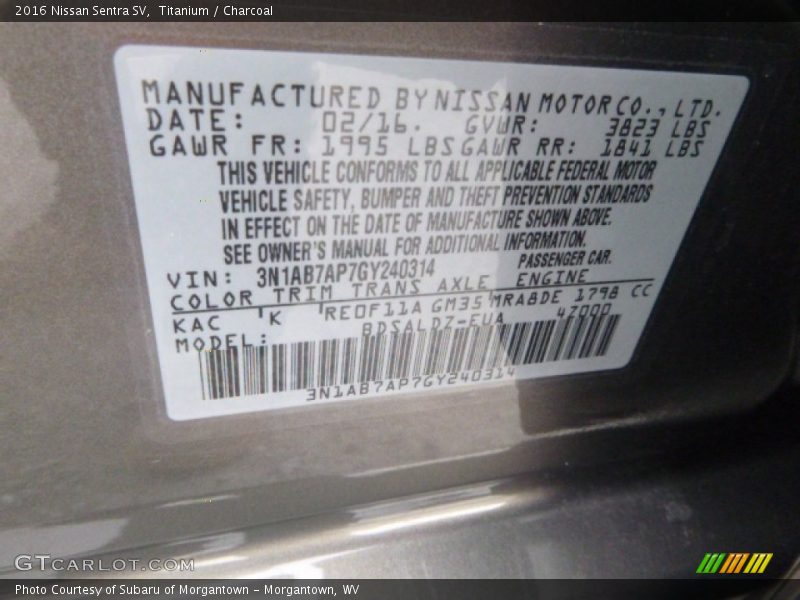 2016 Nissan Sentra SV, Titanium / Charcoal
MANUFACTURED BY NISSAN MOTOR CO., LTD.
DATE: 02/16. GVWR: 3823 LBS
GAWR FR: 1995 LBS GAWR RR: 1841 LBS
THIS VEHICLE CONFORMS TO ALL APPLICABLE FEDERAL MOTOR
VEHICLE SAFETY, BUMPER AND THEFT PREVENTION STANDARDS
IN EFFECT ON THE DATE OF MANUFACTURE SHOWN ABOVE.
SEE OWNER'S MANUAL FOR ADDITIONAL INFORMATION.
VIN: 3N1AB7AP7GY240314 PASSENGER CAR.
COLOR TRIM TRANS AXLE ENGINE
KAC K RE0F11A GM35 MRA8DE 1798 CC
MODEL: BDSALDZ-EUA 47000
3N1AB7AP7GY240314
GTCARLOT.COM
Photo Courtesy of Subaru of Morgantown - Morgantown, WV